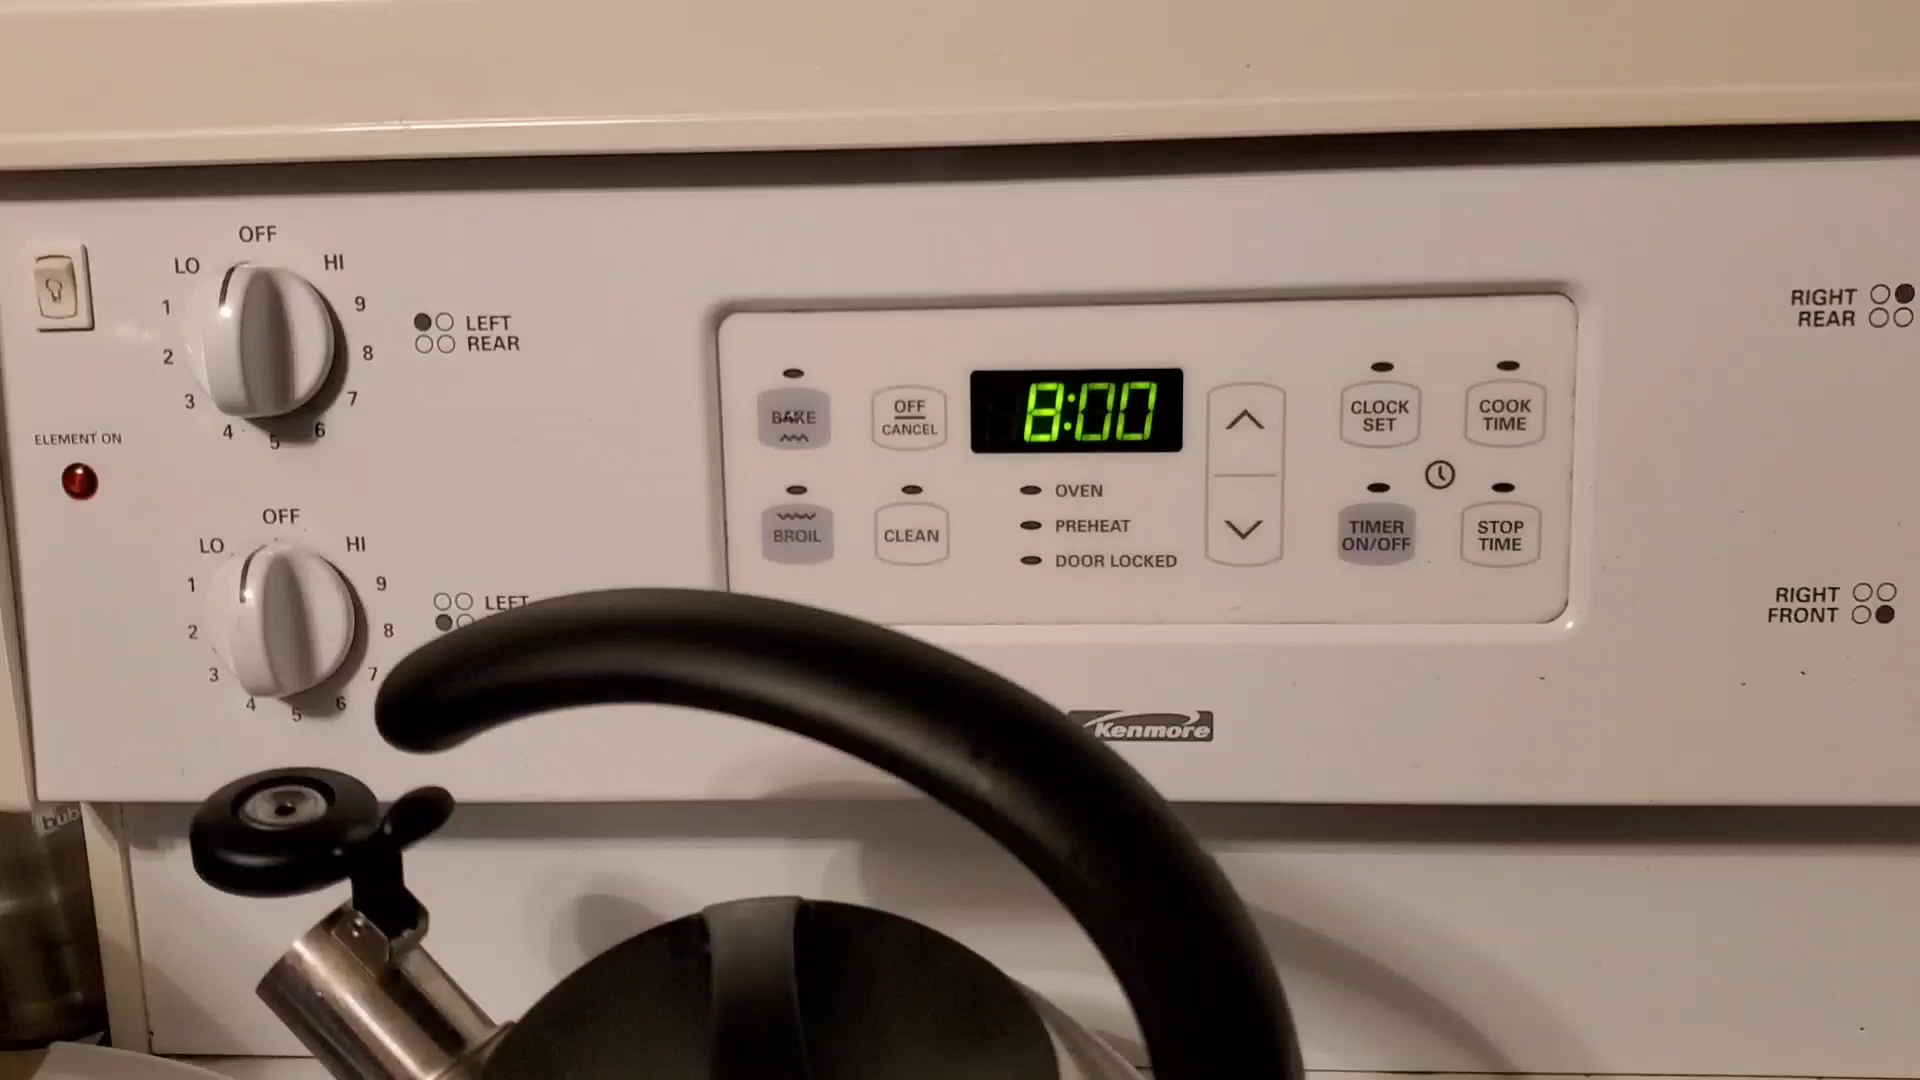 OFF
LO
HI
1
9
2
8
3
7
4
5
6
LEFT
REAR
ELEMENT ON
OFF
LO
HI
1
9
2
8
3
7
4
5
6
LEFT
BAKE
OFF
CANCEL
8:00
CLOCK
SET
COOK
TIME
BROIL
CLEAN
OVEN
PREHEAT
DOOR LOCKED
TIMER
ON/OFF
STOP
TIME
RIGHT
REAR
RIGHT
FRONT
Kenmore
bub